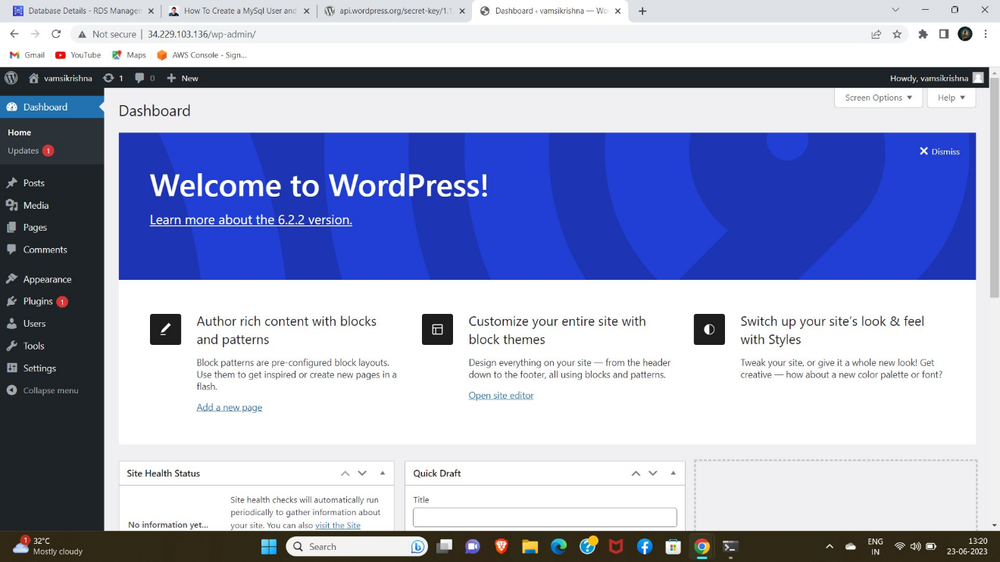 Database Details - RDS Managem
How To Create a MySql User and
api.wordpress.org/secret-key/1.1
Dashboard ‹ vamsikrishna — Wo
Not secure
34.229.103.136/wp-admin/
Gmail
YouTube
Maps
AWS Console - Sign...
vamsikrishna
1
0
New
Howdy, vamsikrishna
Dashboard
Home
Updates 1
Posts
Media
Pages
Comments
Appearance
Plugins 1
Users
Tools
Settings
Collapse menu
Screen Options
Help
Dashboard
Dismiss
Welcome to WordPress!
Learn more about the 6.2.2 version.
Author rich content with blocks
and patterns
Block patterns are pre-configured block layouts.
Use them to get inspired or create new pages in a
flash.
Add a new page
Customize your entire site with
block themes
Design everything on your site — from the header
down to the footer, all using blocks and patterns.
Open site editor
Switch up your site's look & feel
with Styles
Tweak your site, or give it a whole new look! Get
creative — how about a new color palette or font?
Site Health Status
No information yet...
Site health checks will automatically run
periodically to gather information about
your site. You can also visit the Site
Quick Draft
Title
1
32°C
Mostly cloudy
Search
ENG
IN
13:20
23-06-2023